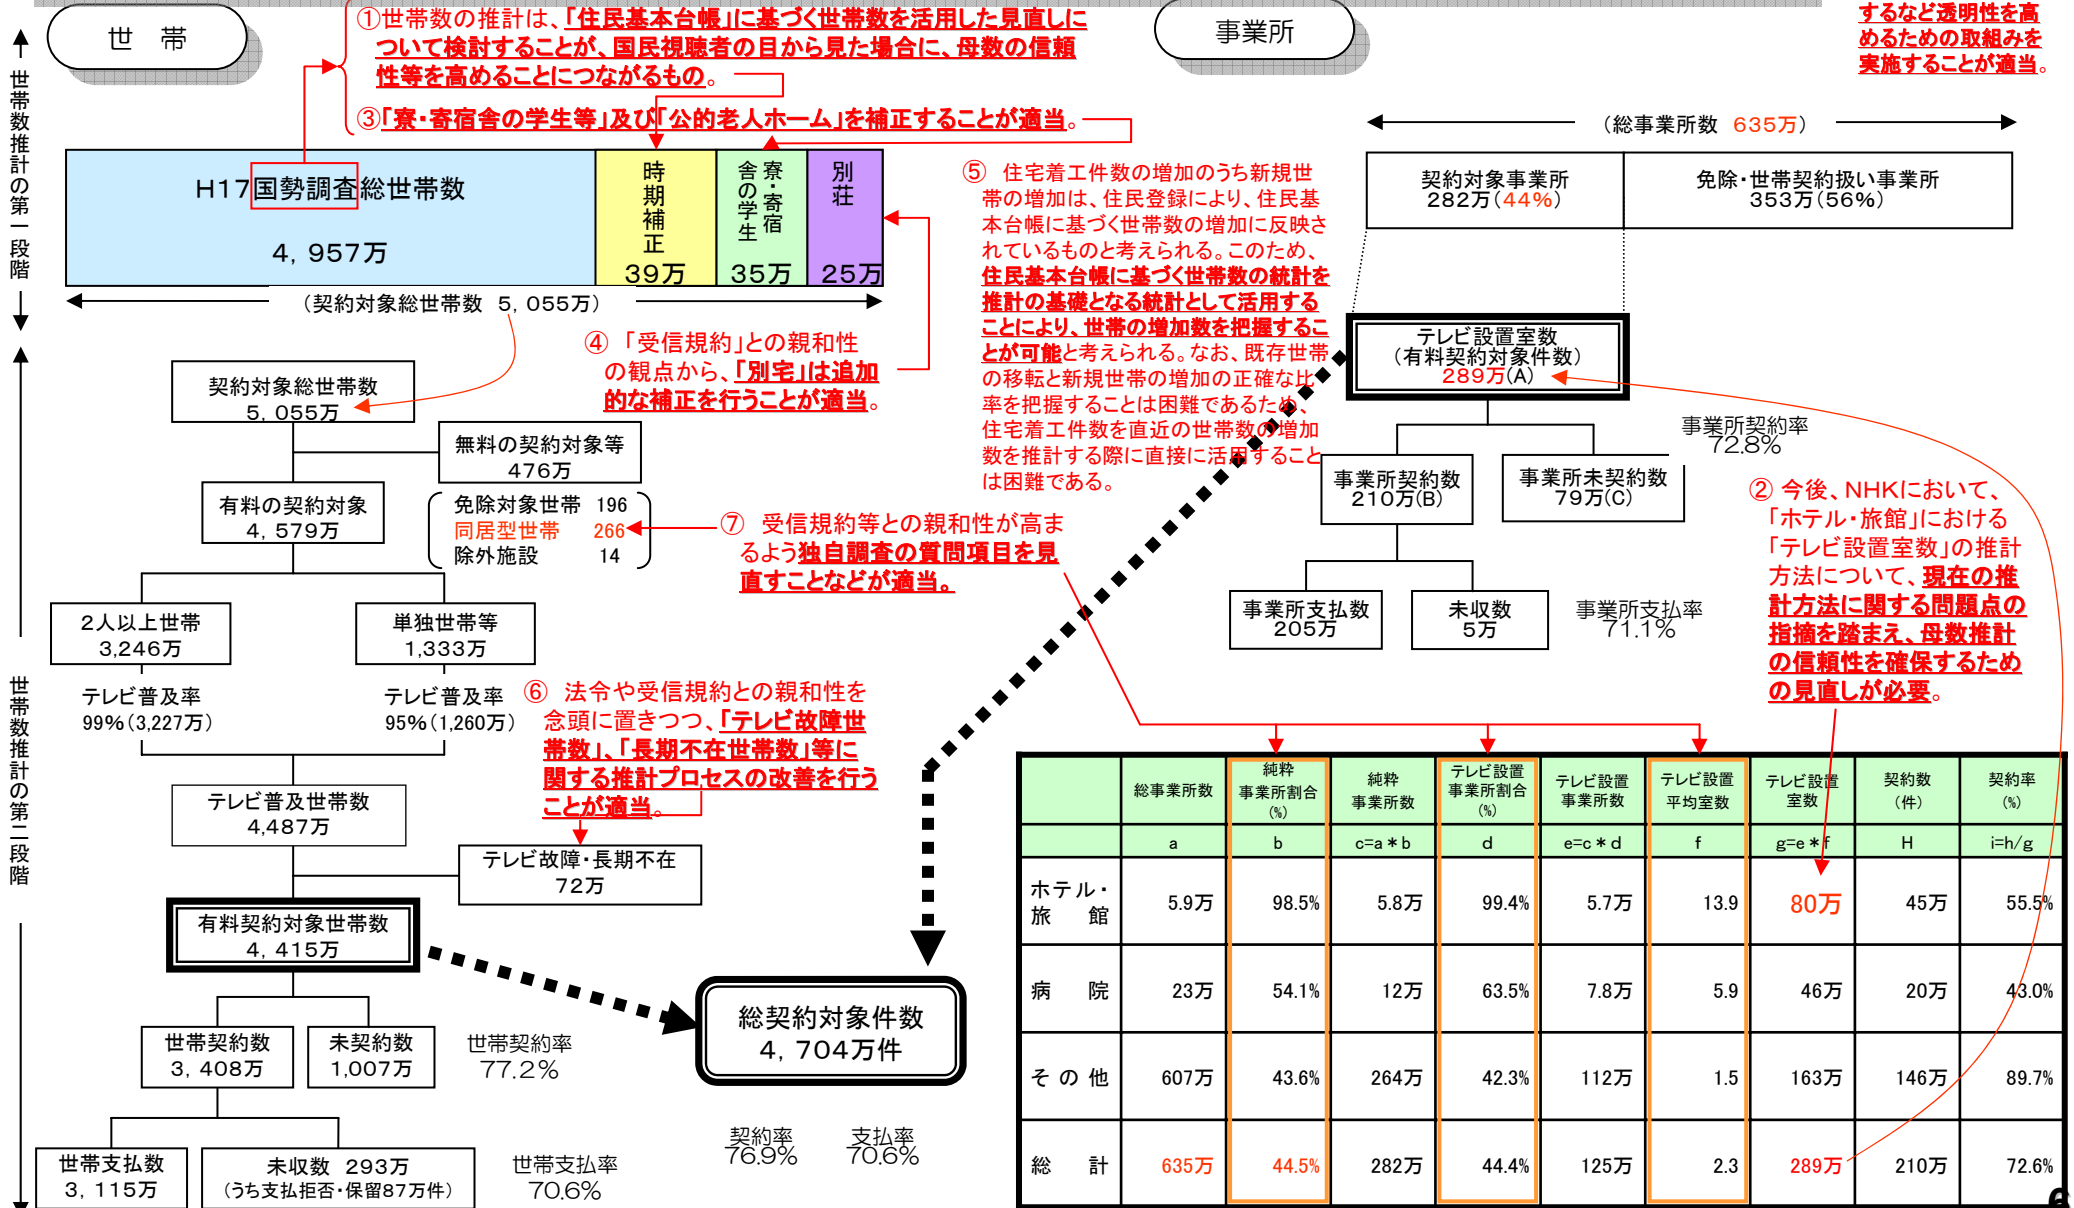 世 帯
①世帯数の推計は、「住民基本台帳」に基づく世帯数を活用した見直しに
ついて検討することが、国民視聴者の目から見た場合に、母数の信頼
性等を高めることにつながるもの。
③「寮・寄宿舎の学生等」及び「公的老人ホーム」を補正することが適当。
事業所
するなど透明性を高
めるための取組みを
実施することが適当。
世帯数推計の第一段階
H17国勢調査総世帯数
4,957万
時期補正
39万
寮・寄宿
舎の学生
35万
別荘
25万
(契約対象総世帯数 5,055万)
④ 「受信規約」との親和性
の観点から、「別宅」は追加
的な補正を行うことが適当。
⑤ 住宅着工件数の増加のうち新規世
帯の増加は、住民登録により、住民基
本台帳に基づく世帯数の増加に反映さ
れているものと考えられる。このため、
住民基本台帳に基づく世帯数の統計を
推計の基礎となる統計として活用する
ことにより、世帯の増加数を把握するこ
とが可能と考えられる。なお、既存世帯
の移転と新規世帯の増加の正確な比
率を把握することは困難であるため、
住宅着工件数を直近の世帯数の増加
数を推計する際に直接に活用すること
は困難である。
(総事業所数 635万)
契約対象事業所
282万(44%)
免除・世帯契約扱い事業所
353万(56%)
テレビ設置室数
(有料契約対象件数)
289万(A)
事業所契約率
72.8%
事業所契約数
210万(B)
事業所未契約数
79万(C)
事業所支払数
205万
未収数
5万
事業所支払率
71.1%
② 今後、NHKにおいて、
「ホテル・旅館」における
「テレビ設置室数」の推計
方法について、現在の推
計方法に関する問題点の
指摘を踏まえ、母数推計
の信頼性を確保するため
の見直しが必要。
世帯数推計の第二段階
契約対象総世帯数
5,055万
無料の契約対象等
476万
有料の契約対象
4,579万
免除対象世帯 196
同居型世帯 266
除外施設 14
⑦ 受信規約等との親和性が高ま
るよう独自調査の質問項目を見
直すことなどが適当。
2人以上世帯
3,246万
単独世帯等
1,333万
テレビ普及率
99%(3,227万)
テレビ普及率
95%(1,260万)
⑥ 法令や受信規約との親和性を
念頭に置きつつ、「テレビ故障世
帯数」、「長期不在世帯数」等に
関する推計プロセスの改善を行う
ことが適当。
テレビ普及世帯数
4,487万
テレビ故障・長期不在
72万
有料契約対象世帯数
4,415万
世帯契約数
3,408万
未契約数
1,007万
世帯契約率
77.2%
世帯支払数
3,115万
未収数 293万
(うち支払拒否・保留87万件)
世帯支払率
70.6%
総契約対象件数
4,704万件
契約率
76.9%
支払率
70.6%
総事業所数 純粋事業所割合(%) 純粋事業所数 テレビ設置事業所割合(%) テレビ設置事業所数 テレビ設置平均室数 テレビ設置室数 契約数(件) 契約率(%)
a b c=a*b d e=c*d f g=e*f H i=h/g
ホテル・旅館 5.9万 98.5% 5.8万 99.4% 5.7万 13.9 80万 45万 55.5%
病 院 23万 54.1% 12万 63.5% 7.8万 5.9 46万 20万 43.0%
その他 607万 43.6% 264万 42.3% 112万 1.5 163万 146万 89.7%
総 計 635万 44.5% 282万 44.4% 125万 2.3 289万 210万 72.6%
6